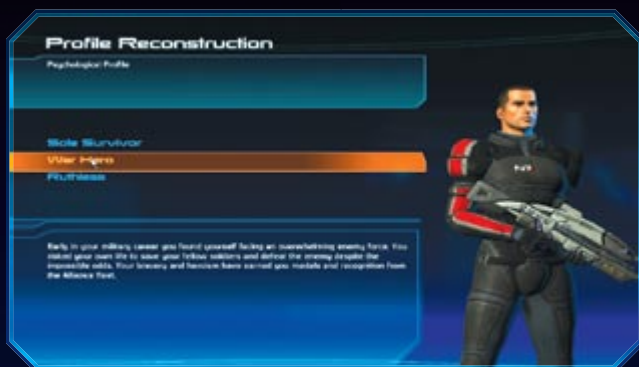 Profile Reconstruction
Psychological Profile
Sole Survivor
War Hero
Ruthless
Early in your military career you found yourself facing an overwhelming enemy force. You
risked your own life to save your fellow soldiers and defeat the enemy despite the
impossible odds. Your bravery and heroism have earned you medals and recognition from
the Alliance fleet.
N7